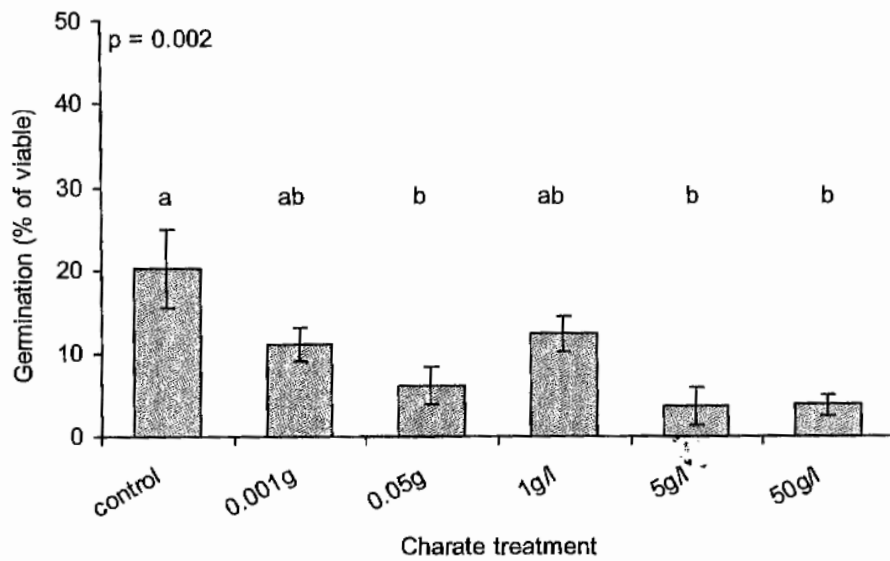 50
p = 0.002
40
30
20
10
0
Germination (% of viable)
a ab b ab b b
control 0.001g 0.05g 1g/l 5g/l 50g/l
Charate treatment